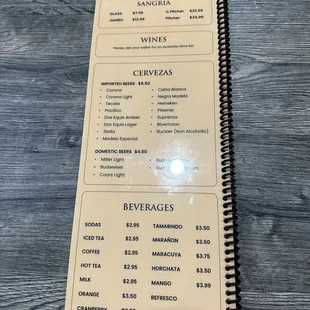 SANGRIA
GLASS $7.99 ½ Pitcher $22.99
Jumbo $12.99 Pitcher $34.99
WINES
Please, ask your waiter for an available Wine list.
CERVEZAS
IMPORTED BEERS $5.50
• Corona • Carta Blanca
• Corona Light • Negra Modelo
• Tecate • Heineken
• Pacifico • Pilsener
• Dos Equis Amber • Suprema
• Dos Equis Lager • Bluemoon
• Stella • Buckler (Non Alcoholic)
• Modelo Especial
DOMESTIC BEERS $4.50
• Miller Light
• Budweiser
• Coors Light
BEVERAGES
SODAS $2.95 TAMARINDO $3.50
ICED TEA $2.95 MARAÑON $3.50
COFFEE $2.95 MARACUYA $3.75
HOT TEA $2.95 HORCHATA $3.50
MILK $2.95 MANGO $3.99
ORANGE $3.50 REFRESCO
CRANBERRY $3.50